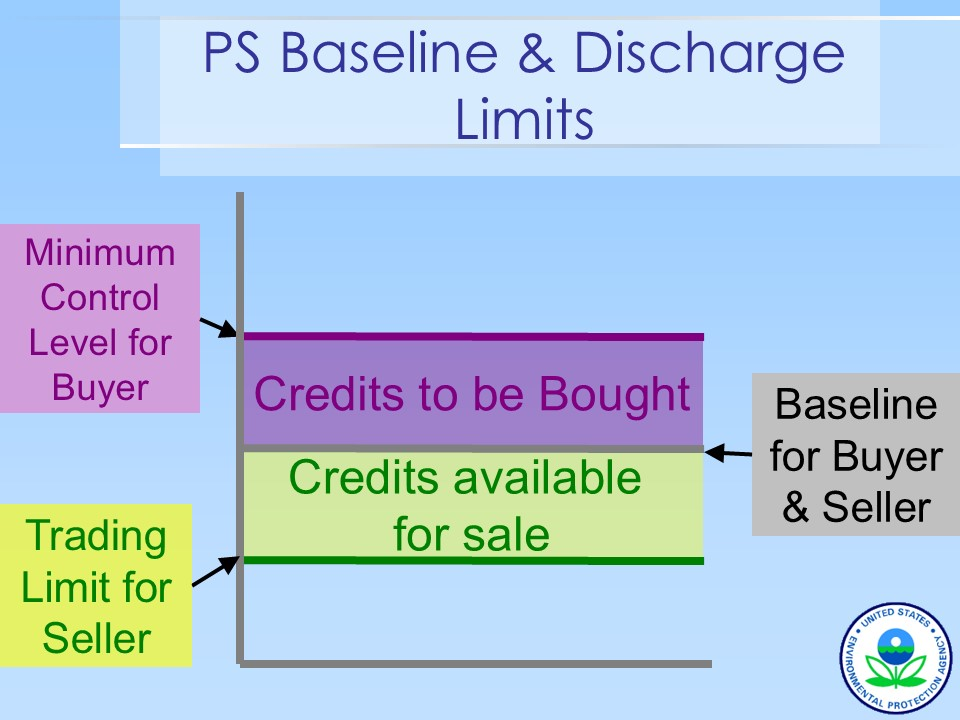 PS Baseline & Discharge
Limits
Minimum
Control
Level for
Buyer
Credits to be Bought
Baseline
for Buyer
& Seller
Credits available
for sale
Trading
Limit for
Seller
UNITED STATES
ENVIRONMENTAL PROTECTION AGENCY